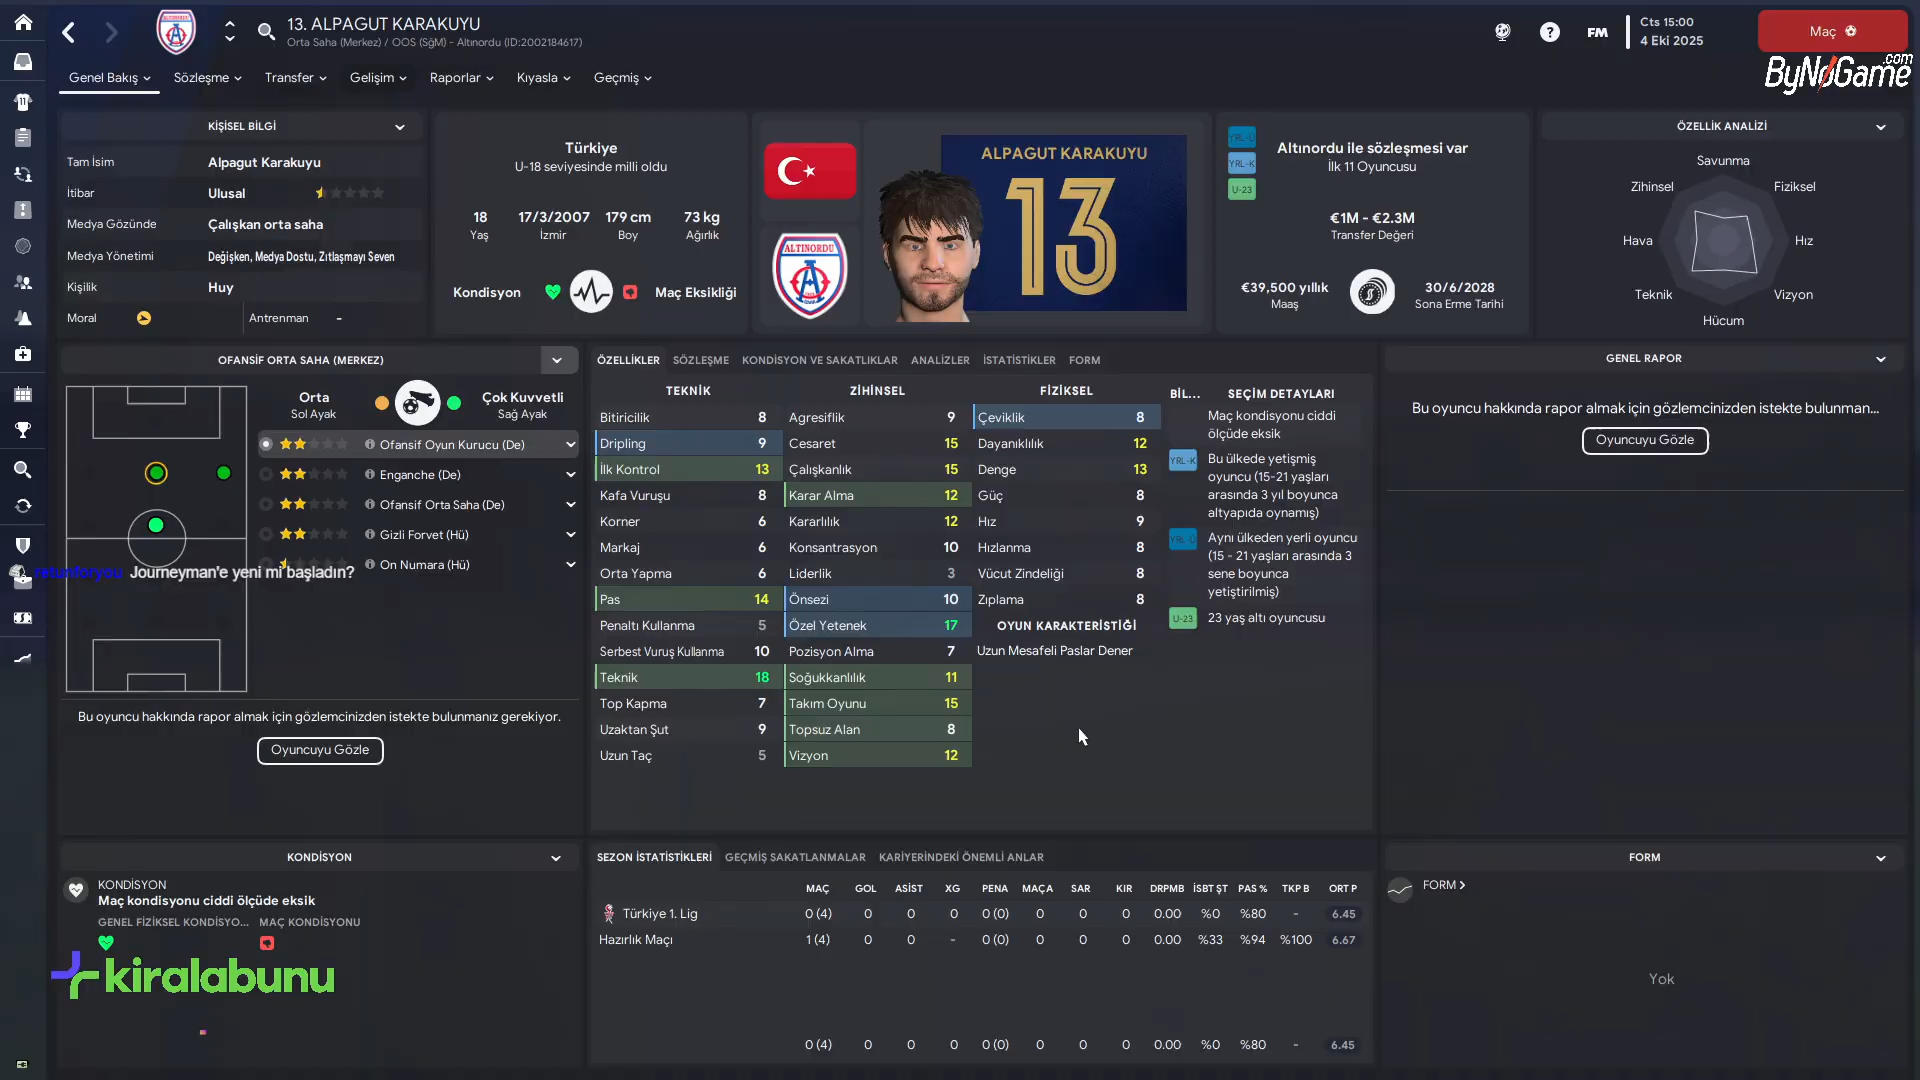 13. ALPAGUT KARAKUYU
Orta Saha (Merkez) / OOS (SğM) - Altınordu (ID:2002184617)
FM
Cts 15:00
4 Eki 2025
Maç
ByNoGame.com
Genel Bakış
Sözleşme
Transfer
Gelişim
Raporlar
Kıyasla
Geçmiş
KİŞİSEL BİLGİ
Tam İsim Alpagut Karakuyu
İtibar Ulusal
Medya Gözünde Çalışkan orta saha
Medya Yönetimi Değişken, Medya Dostu, Zıtlaşmayı Seven
Kişilik Huy
Moral
Antrenman -
Türkiye
U-18 seviyesinde milli oldu
18 17/3/2007 179 cm 73 kg
Yaş İzmir Boy Ağırlık
Kondisyon Maç Eksikliği
ALTINORDU
ALPAGUT KARAKUYU
13
YRL-Ü
YRL-K
U-23
Altınordu ile sözleşmesi var
İlk 11 Oyuncusu
€1M - €2.3M
Transfer Değeri
€39,500 yıllık
Maaş
30/6/2028
Sona Erme Tarihi
ÖZELLİK ANALİZİ
Savunma
Zihinsel Fiziksel
Hava Hız
Teknik Vizyon
Hücum
OFANSİF ORTA SAHA (MERKEZ)
Orta
Sol Ayak
Çok Kuvvetli
Sağ Ayak
Ofansif Oyun Kurucu (De)
Enganche (De)
Ofansif Orta Saha (De)
Gizli Forvet (Hü)
On Numara (Hü)
retunforyou Journeyman'e yeni mi başladın?
Bu oyuncu hakkında rapor almak için gözlemcinizden istekte bulunmanız gerekiyor.
Oyuncuyu Gözle
ÖZELLİKLER SÖZLEŞME KONDİSYON VE SAKATLIKLAR ANALİZLER İSTATİSTİKLER FORM
TEKNİK
Bitiricilik 8
Dripling 9
İlk Kontrol 13
Kafa Vuruşu 8
Korner 6
Markaj 6
Orta Yapma 6
Pas 14
Penaltı Kullanma 5
Serbest Vuruş Kullanma 10
Teknik 18
Top Kapma 7
Uzaktan Şut 9
Uzun Taç 5
ZİHİNSEL
Agresiflik 9
Cesaret 15
Çalışkanlık 15
Karar Alma 12
Kararlılık 12
Konsantrasyon 10
Liderlik 3
Önsezi 10
Özel Yetenek 17
Pozisyon Alma 7
Soğukkanlılık 11
Takım Oyunu 15
Topsuz Alan 8
Vizyon 12
FİZİKSEL
Çeviklik 8
Dayanıklılık 12
Denge 13
Güç 8
Hız 9
Hızlanma 8
Vücut Zindeliği 8
Zıplama 8
OYUN KARAKTERİSTİĞİ
Uzun Mesafeli Paslar Dener
BİL... SEÇİM DETAYLARI
Maç kondisyonu ciddi
ölçüde eksik
YRL-K Bu ülkede yetişmiş
oyuncu (15-21 yaşları
arasında 3 yıl boyunca
altyapıda oynamış)
YRL-Ü Aynı ülkeden yerli oyuncu
(15 - 21 yaşları arasında 3
sene boyunca
yetiştirilmiş)
U-23 23 yaş altı oyuncusu
GENEL RAPOR
Bu oyuncu hakkında rapor almak için gözlemcinizden istekte bulunman...
Oyuncuyu Gözle
KONDİSYON
KONDİSYON
Maç kondisyonu ciddi ölçüde eksik
GENEL FİZİKSEL KONDİSYO... MAÇ KONDİSYONU
kiralabunu
SEZON İSTATİSTİKLERİ GEÇMİŞ SAKATLANMALAR KARİYERİNDEKİ ÖNEMLİ ANLAR
MAÇ GOL ASİST XG PENA MAÇA SAR KIR DRPMB İSBT ŞT PAS % TKP B ORT P
Türkiye 1. Lig 0 (4) 0 0 0 0 (0) 0 0 0 0.00 %0 %80 - 6.45
Hazırlık Maçı 1 (4) 0 0 - 0 (0) 0 0 0 0.00 %33 %94 %100 6.67
0 (4) 0 0 0 0 (0) 0 0 0 0.00 %0 %80 - 6.45
FORM
FORM
Yok